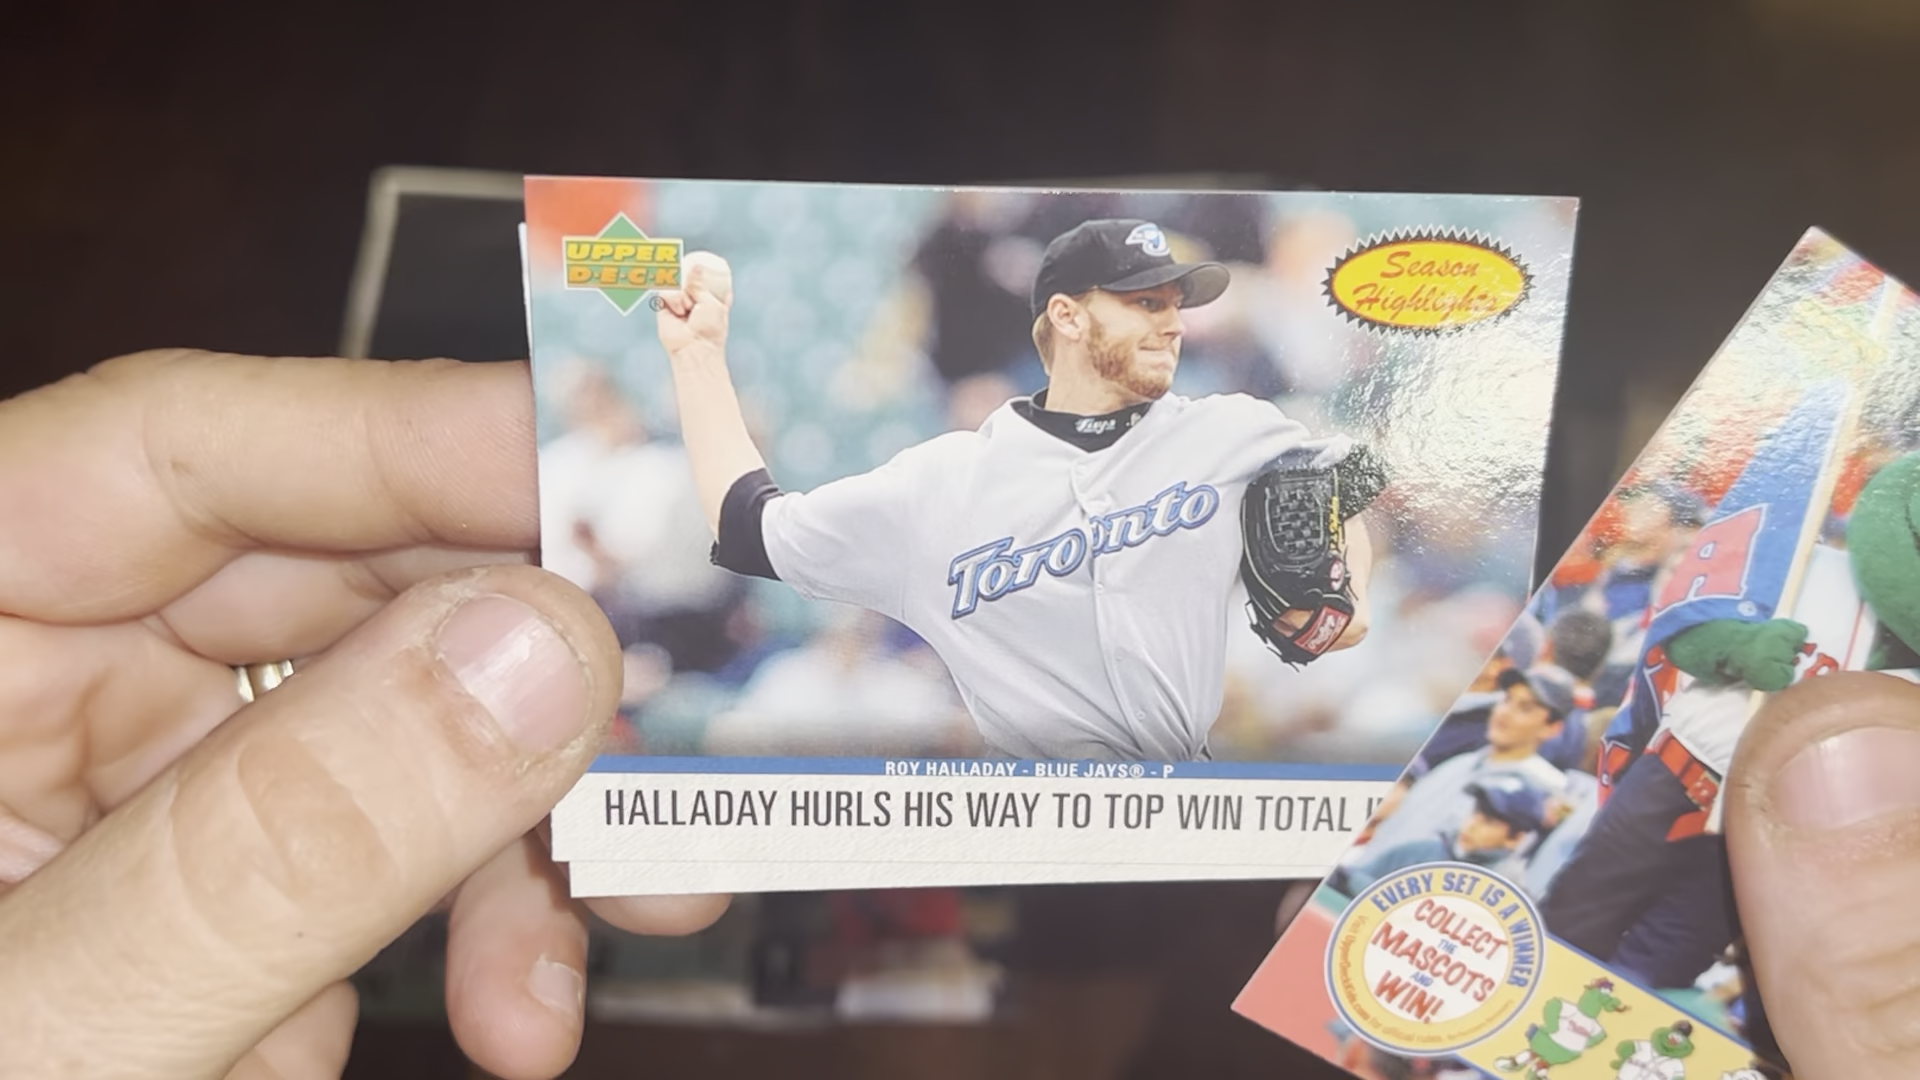 UPPER
D·E·C·K
®
Season
Highlights
Jays
Toronto
ROY HALLADAY - BLUE JAYS® - P
HALLADAY HURLS HIS WAY TO TOP WIN TOTAL
EVERY SET IS A WINNER
COLLECT
THE
MASCOTS
AND
WIN!